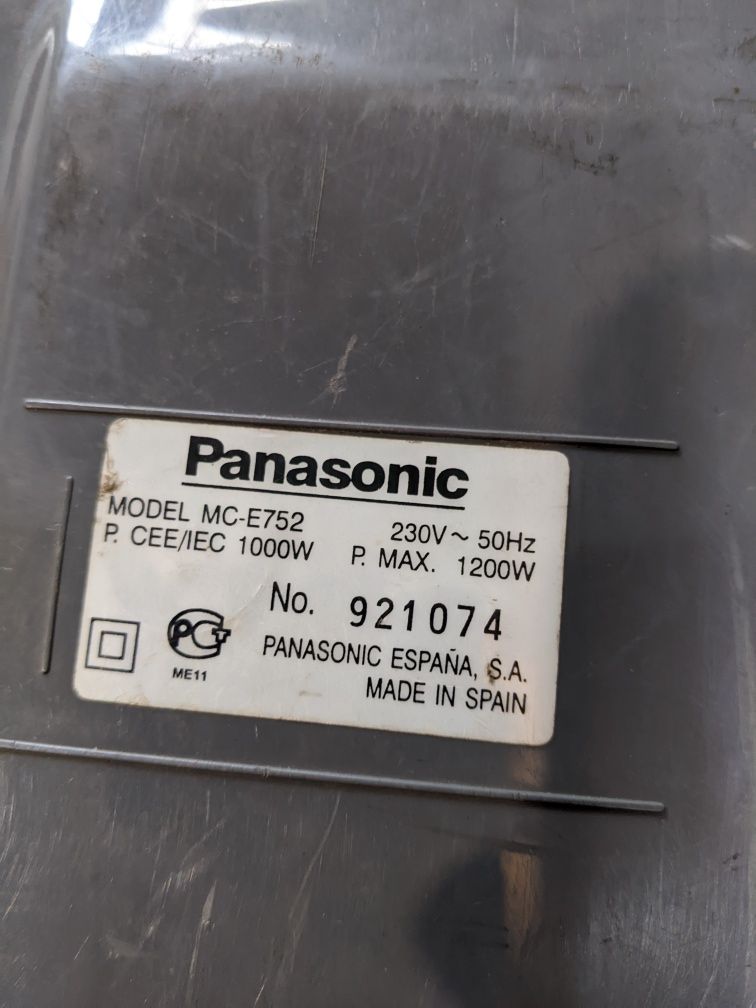 Panasonic
MODEL MC-E752 230V~ 50Hz
P. CEE/IEC 1000W P. MAX. 1200W
No. 921074
PCT
ME11
PANASONIC ESPAÑA, S.A.
MADE IN SPAIN